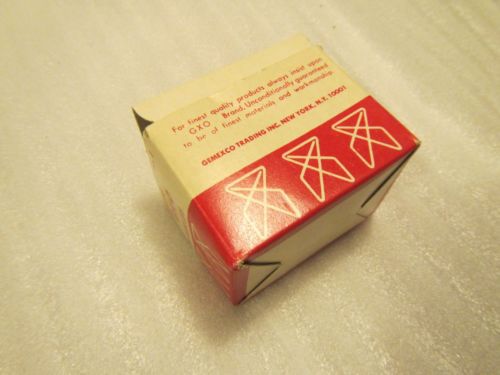 For finest quality products always insist upon
GXO Brand. Unconditionally guaranteed
to be of finest materials and workmanship.
GEMEXCO TRADING INC. NEW YORK, N.Y. 10001